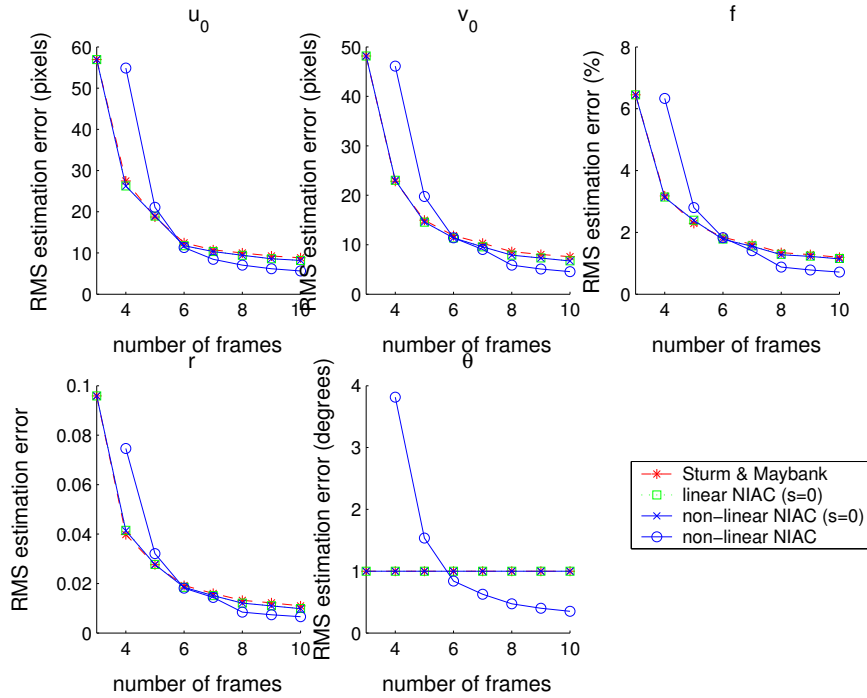 u0
RMS estimation error (pixels)
60
50
40
30
20
10
0
4 6 8 10
number of frames
v0
RMS estimation error (pixels)
50
40
30
20
10
0
4 6 8 10
number of frames
f
RMS estimation error (%)
8
6
4
2
0
4 6 8 10
number of frames
r
RMS estimation error
0.1
0.08
0.06
0.04
0.02
0
4 6 8 10
number of frames
θ
RMS estimation error (degrees)
4
3
2
1
0
4 6 8 10
number of frames
Sturm & Maybank
linear NIAC (s=0)
non−linear NIAC (s=0)
non−linear NIAC